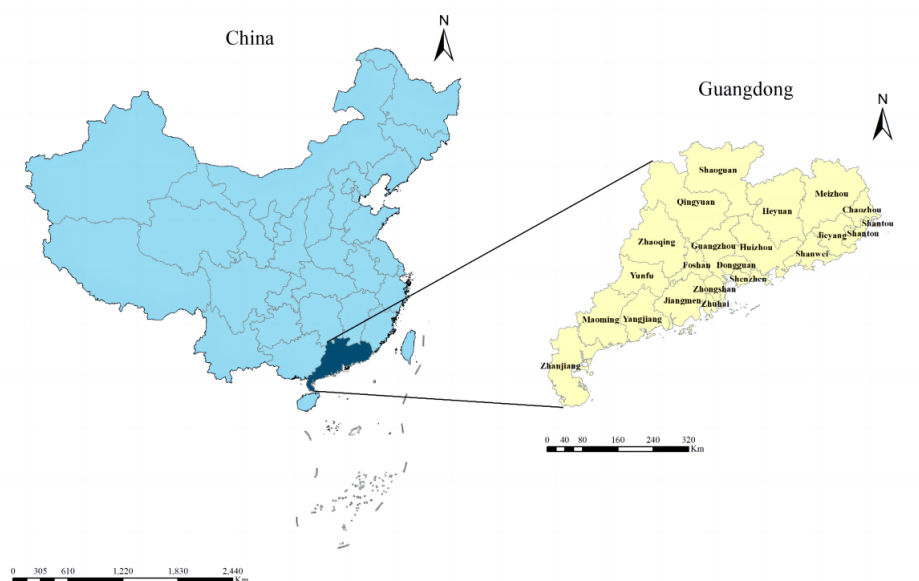 China
N
Guangdong
N
Shaoguan
Qingyuan
Heyuan
Meizhou
Chaozhou
Shantou
Jieyang Shantou
Zhaoqing
Guangzhou Huizhou
Shanwei
Foshan Dongguan
Yunfu
Shenzhen
Zhongshan
Jiangmen Zhuhai
Maoming Yangjiang
Zhanjiang
0 40 80 160 240 320
Km
0 305 610 1,220 1,830 2,440
Km